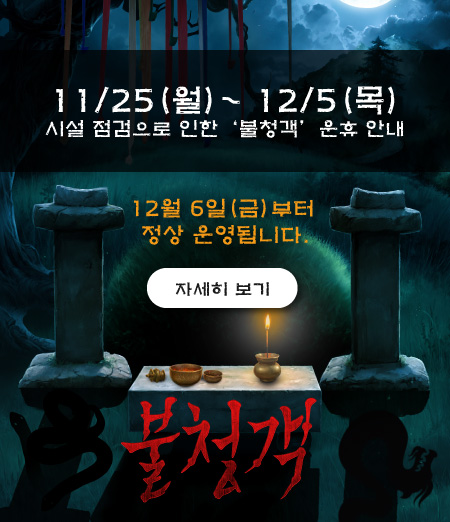 11/25(월)~ 12/5(목)
시설 점검으로 인한 ‘불청객’ 운휴 안내
12월 6일(금)부터
정상 운영됩니다.
자세히 보기
불청객